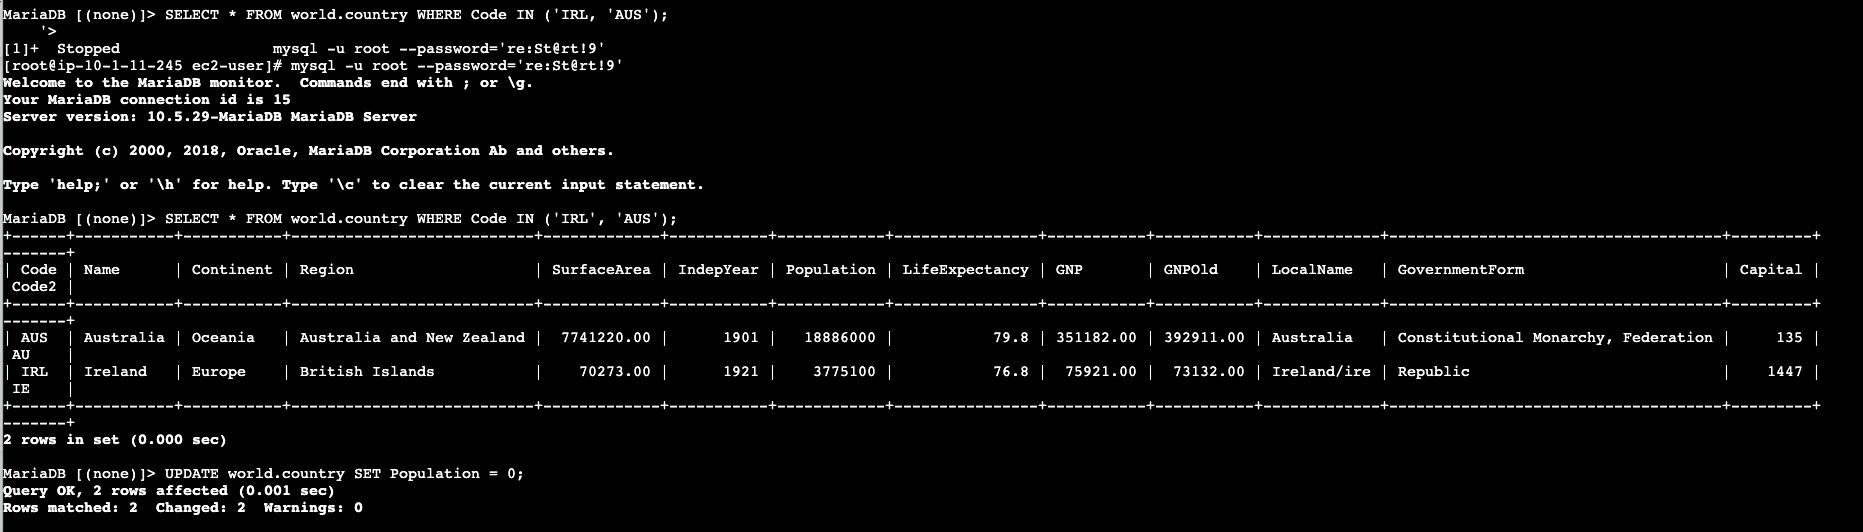 MariaDB [(none)]> SELECT * FROM world.country WHERE Code IN ('IRL, 'AUS');
    '>
[1]+  Stopped                 mysql -u root --password='re:St@rt!9'
[root@ip-10-1-11-245 ec2-user]# mysql -u root --password='re:St@rt!9'
Welcome to the MariaDB monitor.  Commands end with ; or \g.
Your MariaDB connection id is 15
Server version: 10.5.29-MariaDB MariaDB Server

Copyright (c) 2000, 2018, Oracle, MariaDB Corporation Ab and others.

Type 'help;' or '\h' for help. Type '\c' to clear the current input statement.

MariaDB [(none)]> SELECT * FROM world.country WHERE Code IN ('IRL', 'AUS');
+------+-----------+-----------+---------------------------+-------------+-----------+------------+----------------+-----------+-----------+-------------+-------------------------------------+---------+
-------+
| Code | Name      | Continent | Region                    | SurfaceArea | IndepYear | Population | LifeExpectancy | GNP       | GNPOld    | LocalName   | GovernmentForm                      | Capital |
 Code2 |
+------+-----------+-----------+---------------------------+-------------+-----------+------------+----------------+-----------+-----------+-------------+-------------------------------------+---------+
-------+
| AUS  | Australia | Oceania   | Australia and New Zealand |  7741220.00 |      1901 |   18886000 |           79.8 | 351182.00 | 392911.00 | Australia   | Constitutional Monarchy, Federation |     135 |
 AU    |
| IRL  | Ireland   | Europe    | British Islands           |    70273.00 |      1921 |    3775100 |           76.8 |  75921.00 |  73132.00 | Ireland/ire | Republic                            |    1447 |
 IE    |
+------+-----------+-----------+---------------------------+-------------+-----------+------------+----------------+-----------+-----------+-------------+-------------------------------------+---------+
-------+
2 rows in set (0.000 sec)

MariaDB [(none)]> UPDATE world.country SET Population = 0;
Query OK, 2 rows affected (0.001 sec)
Rows matched: 2  Changed: 2  Warnings: 0